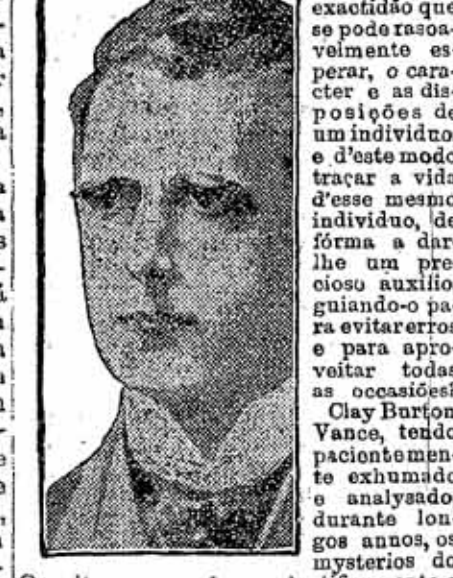 exactidão que
se pode rasoa-
velmente es-
perar, o cara-
cter e as dis-
posições de
um individuo
e d'este modo
traçar a vida
d'esse mesmo
individuo, de
fórma a dar
lhe um pre
cioso auxilio
guiando-o pa-
ra evitar erros
e para apro-
veitar todas
as occasiões?
Clay Burton
Vance, tendo
pacientemen-
te exhumado
e analysado
durante lon-
gos annos, os
mysterios do